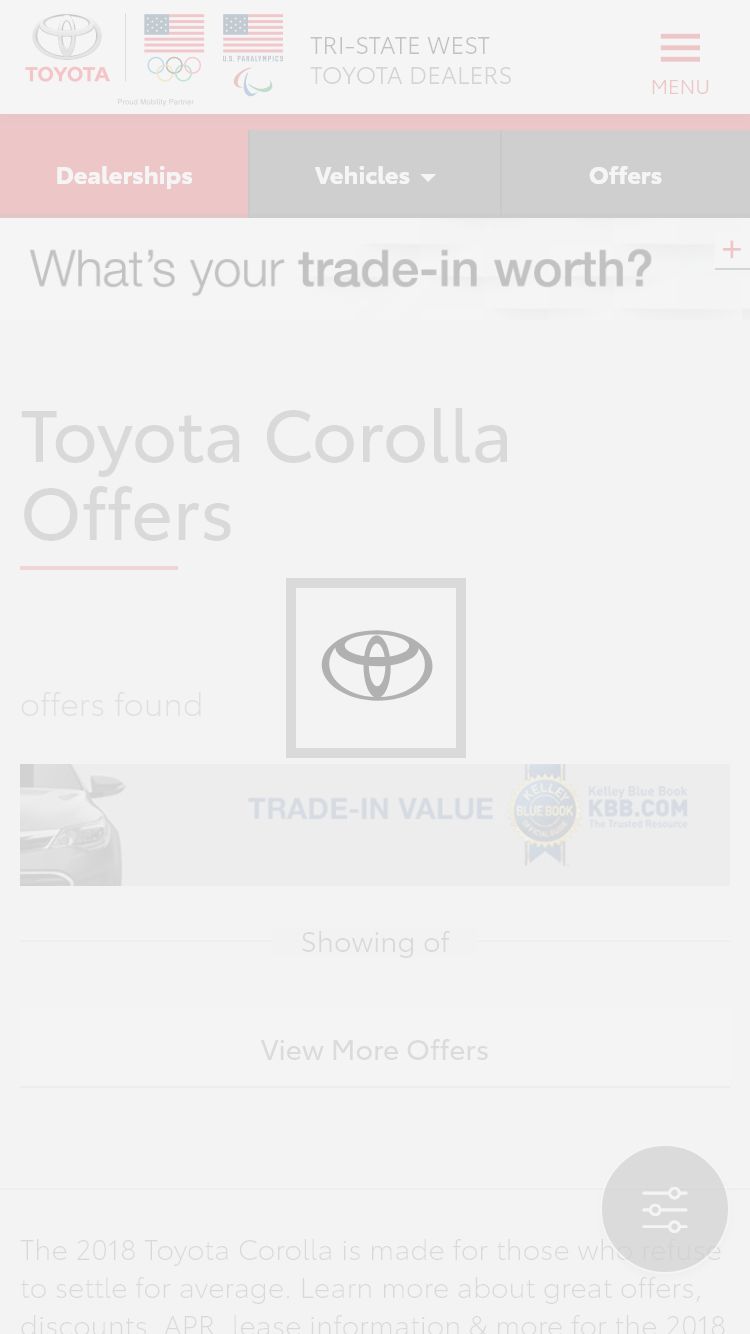 TOYOTA
U.S. PARALYMPICS
Proud Mobility Partner
TRI-STATE WEST
TOYOTA DEALERS
MENU
Dealerships
Vehicles
Offers
What's your trade-in worth?
+
Toyota Corolla
Offers
offers found
TRADE-IN VALUE
KELLEY
BLUE BOOK
OFFICIAL GUIDE
Kelley Blue Book
KBB.COM
The Trusted Resource
Showing of
View More Offers
The 2018 Toyota Corolla is made for those who refuse
to settle for average. Learn more about great offers,
discounts, APR, lease information & more for the 2018